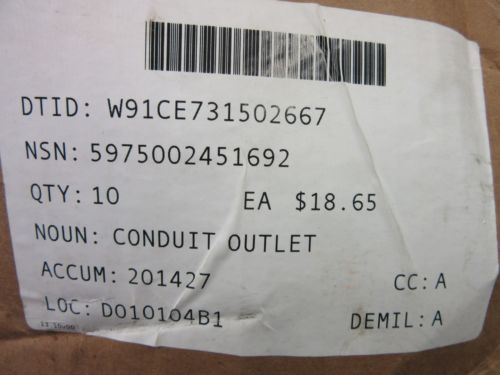 DTID: W91CE731502667
NSN: 5975002451692
QTY: 10 EA $18.65
NOUN: CONDUIT OUTLET
ACCUM: 201427 CC: A
LOC: D010104B1 DEMIL: A